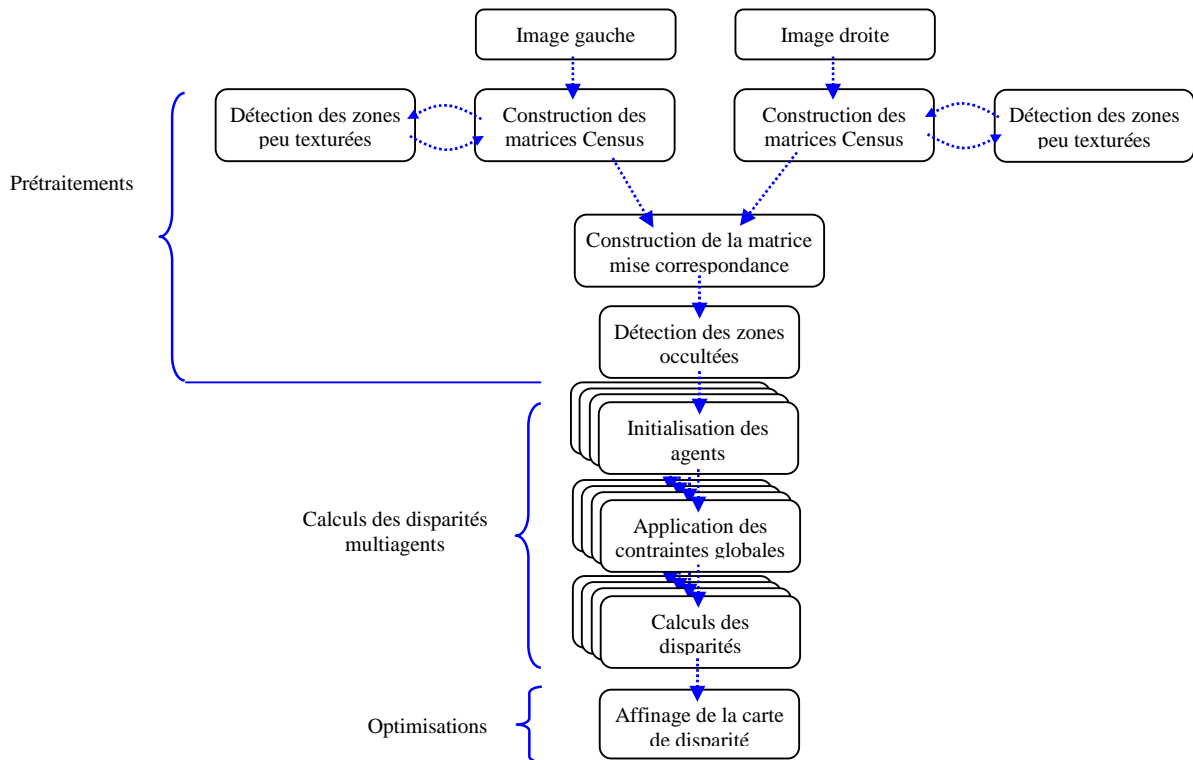 Image gauche
Image droite
Détection des zones
peu texturées
Construction des
matrices Census
Construction des
matrices Census
Détection des zones
peu texturées
Prétraitements
Construction de la matrice
mise correspondance
Détection des zones
occultées
Initialisation des
agents
Calculs des disparités
multiagents
Application des
contraintes globales
Calculs des
disparités
Optimisations
Affinage de la carte
de disparité